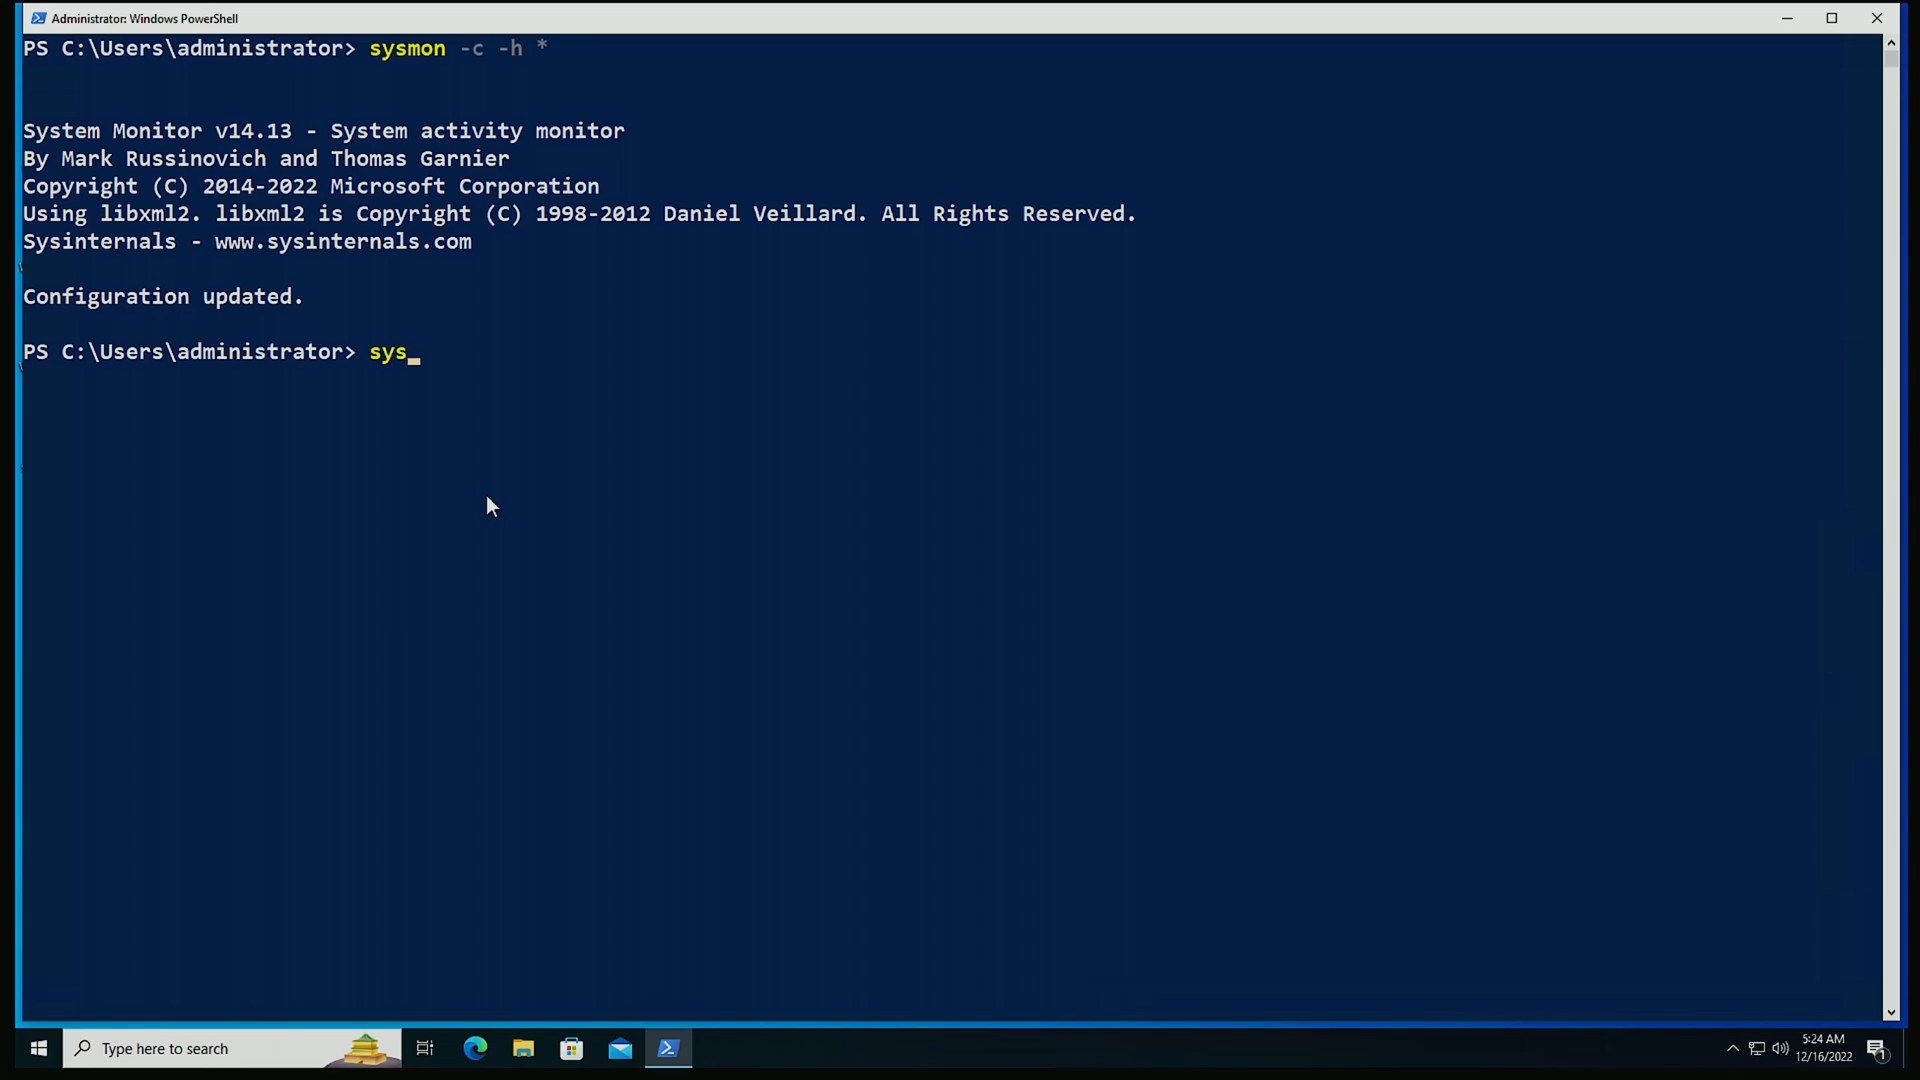 Administrator: Windows PowerShell
PS C:\Users\administrator> sysmon -c -h *
System Monitor v14.13 - System activity monitor
By Mark Russinovich and Thomas Garnier
Copyright (C) 2014-2022 Microsoft Corporation
Using libxml2. libxml2 is Copyright (C) 1998-2012 Daniel Veillard. All Rights Reserved.
Sysinternals - www.sysinternals.com
Configuration updated.
PS C:\Users\administrator> sys_
Type here to search
5:24 AM
12/16/2022
1